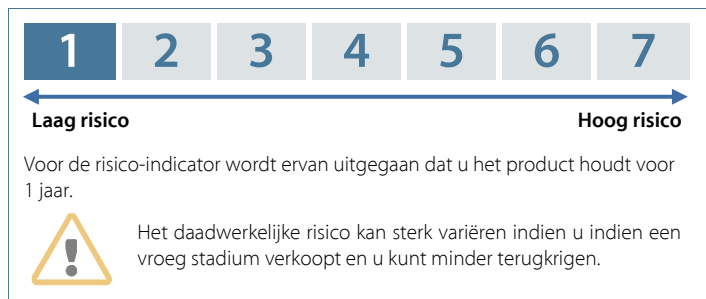 1 2 3 4 5 6 7
Laag risico Hoog risico
Voor de risico-indicator wordt ervan uitgegaan dat u het product houdt voor
1 jaar.
Het daadwerkelijke risico kan sterk variëren indien u indien een
vroeg stadium verkoopt en u kunt minder terugkrigen.